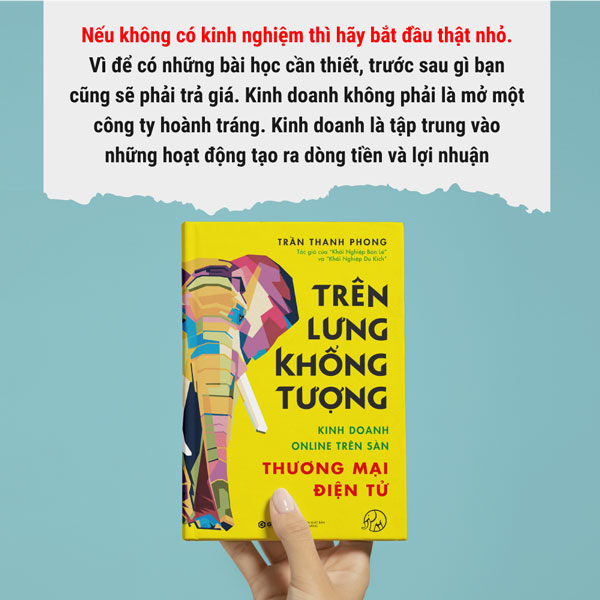 Nếu không có kinh nghiệm thì hãy bắt đầu thật nhỏ.
Vì để có những bài học cần thiết, trước sau gì bạn
cũng sẽ phải trả giá. Kinh doanh không phải là mở một
công ty hoành tráng. Kinh doanh là tập trung vào
những hoạt động tạo ra dòng tiền và lợi nhuận
TRẦN THANH PHONG
Tác giả của "Khởi Nghiệp Bán Lẻ"
và "Khởi Nghiệp Du Kích"
TRÊN
LƯNG
KHỔNG
TƯỢNG
KINH DOANH
ONLINE TRÊN SÀN
THƯƠNG MẠI
ĐIỆN TỬ